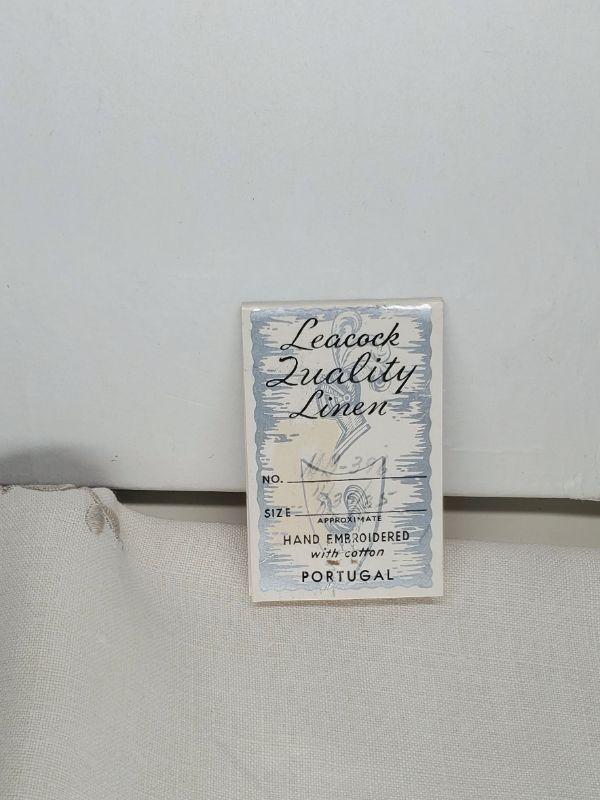 Leacock
Quality
Linen
NO.
SIZE
APPROXIMATE
HAND EMBROIDERED
with cotton
PORTUGAL